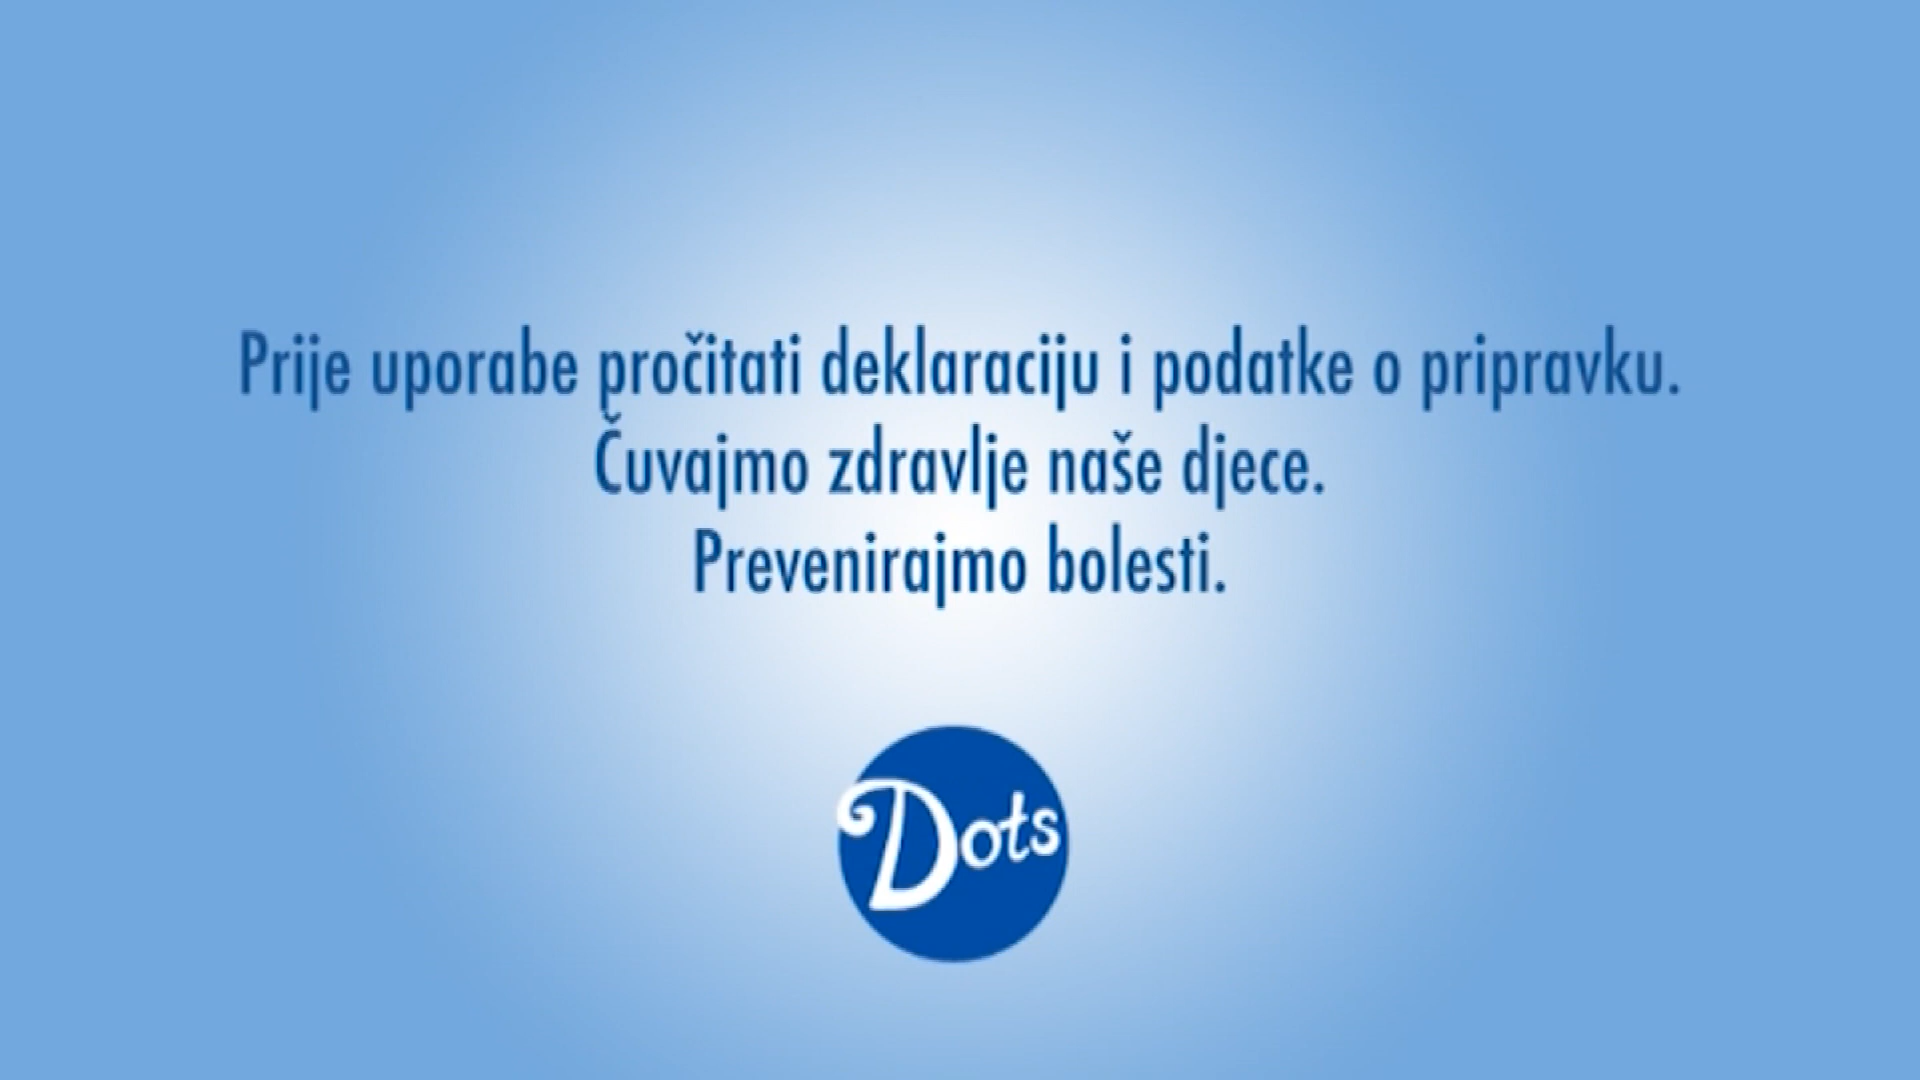 Prije uporabe pročitati deklaraciju i podatke o pripravku.
Čuvajmo zdravlje naše djece.
Prevenirajmo bolesti.
Dots